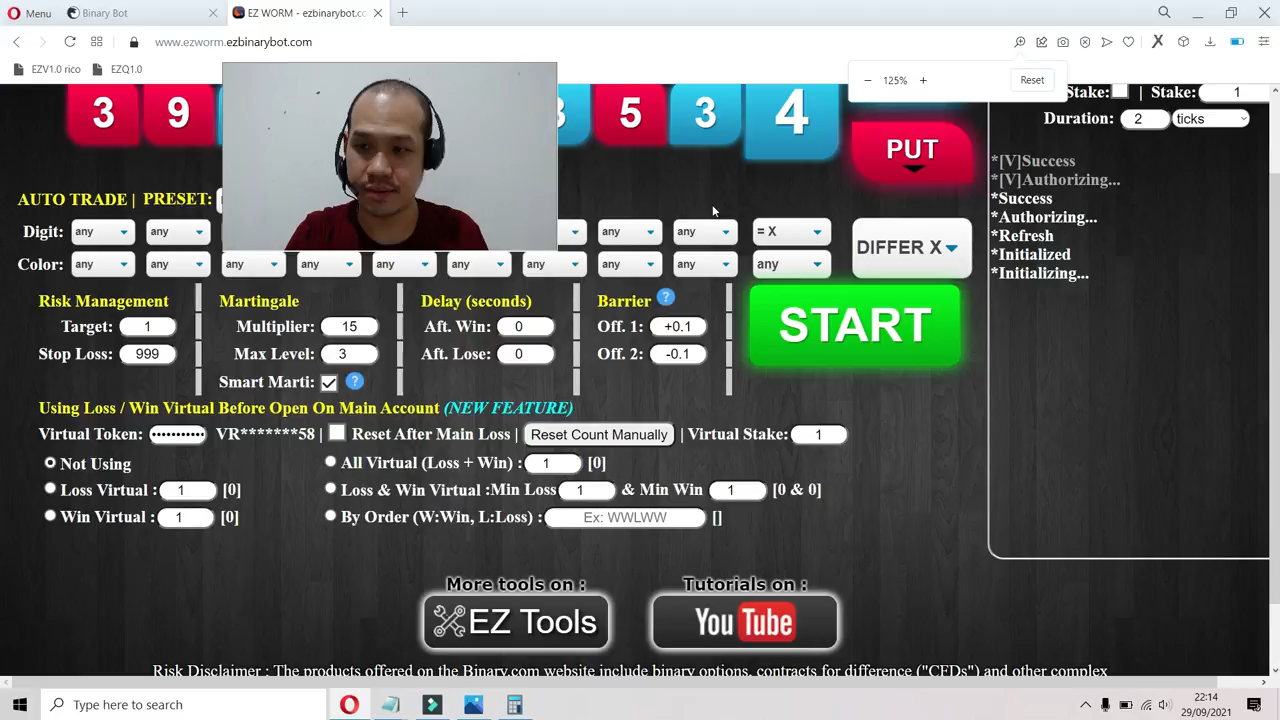 Menu
Binary Bot
EZ WORM - ezbinarybot.co
www.ezworm.ezbinarybot.com
EZV1.0 rico
EZQ1.0
125%
Reset
3 9 5 3 4
PUT
Stake: | Stake: 1
Duration: 2 ticks
*[V]Success
*[V]Authorizing...
*Success
*Authorizing...
*Refresh
*Initialized
*Initializing...
AUTO TRADE | PRESET:
Digit: any any any any = X
DIFFER X
Color: any any any any any any any any any any
Risk Management
Martingale
Delay (seconds)
Barrier ?
START
Target: 1
Multiplier: 15
Aft. Win: 0
Off. 1: +0.1
Stop Loss: 999
Max Level: 3
Aft. Lose: 0
Off. 2: -0.1
Smart Marti: ?
Using Loss / Win Virtual Before Open On Main Account (NEW FEATURE)
Virtual Token: ••••••••••• VR*******58 | Reset After Main Loss | Reset Count Manually | Virtual Stake: 1
Not Using
All Virtual (Loss + Win) : 1 [0]
Loss Virtual : 1 [0]
Loss & Win Virtual :Min Loss 1 & Min Win 1 [0 & 0]
Win Virtual : 1 [0]
By Order (W:Win, L:Loss) : Ex: WWLWW []
More tools on :
EZ Tools
Tutorials on :
YouTube
Risk Disclaimer : The products offered on the Binary.com website include binary options, contracts for difference ("CFDs") and other complex
Type here to search
22:14
29/09/2021